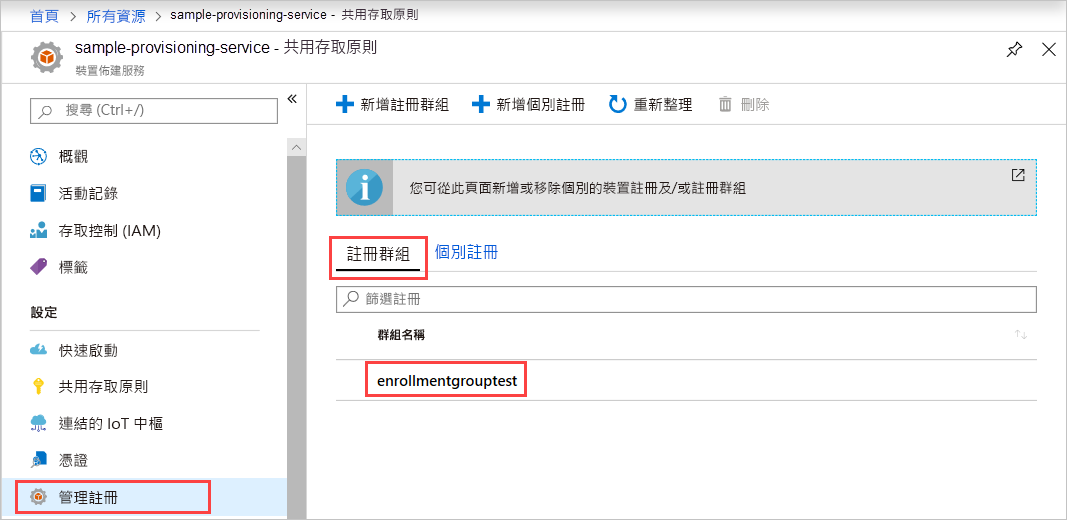 首頁 > 所有資源 > sample-provisioning-service - 共用存取原則
sample-provisioning-service - 共用存取原則
裝置佈建服務
搜尋 (Ctrl+/)
概觀
活動記錄
存取控制 (IAM)
標籤
設定
快速啟動
共用存取原則
連結的 IoT 中樞
憑證
管理註冊
新增註冊群組 新增個別註冊 重新整理 刪除
您可從此頁面新增或移除個別的裝置註冊及/或註冊群組
註冊群組 個別註冊
篩選註冊
群組名稱
enrollmentgrouptest